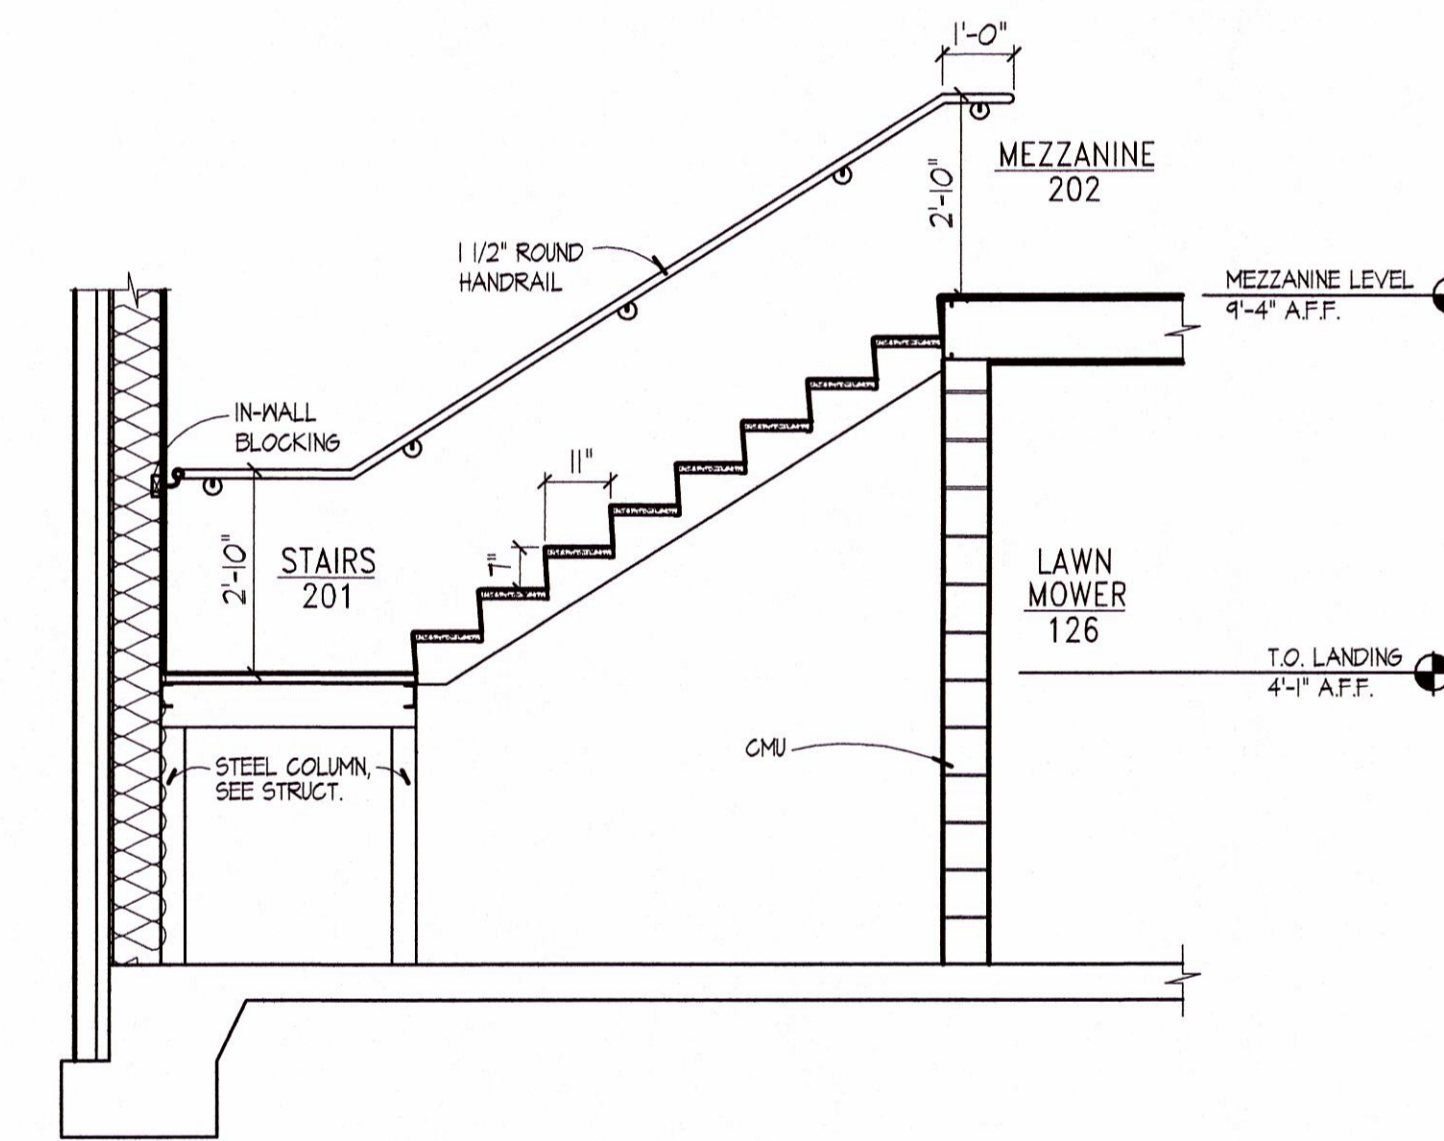 1'-0"
MEZZANINE
202
2'-10"
1 1/2" ROUND
HANDRAIL
MEZZANINE LEVEL
9'-4" A.F.F.
IN-WALL
BLOCKING
11"
7"
2'-10"
STAIRS
201
LAWN
MOWER
126
T.O. LANDING
4'-1" A.F.F.
CMU
STEEL COLUMN,
SEE STRUCT.